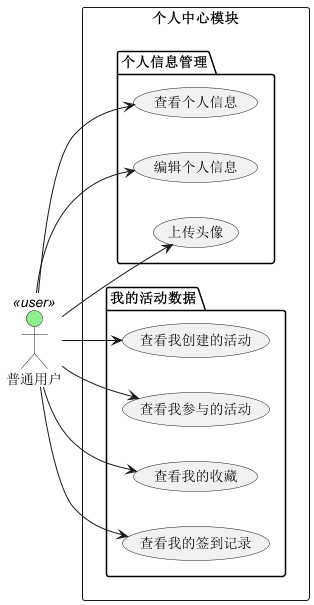 个人中心模块
个人信息管理
查看个人信息
编辑个人信息
上传头像
«user»
普通用户
我的活动数据
查看我创建的活动
查看我参与的活动
查看我的收藏
查看我的签到记录